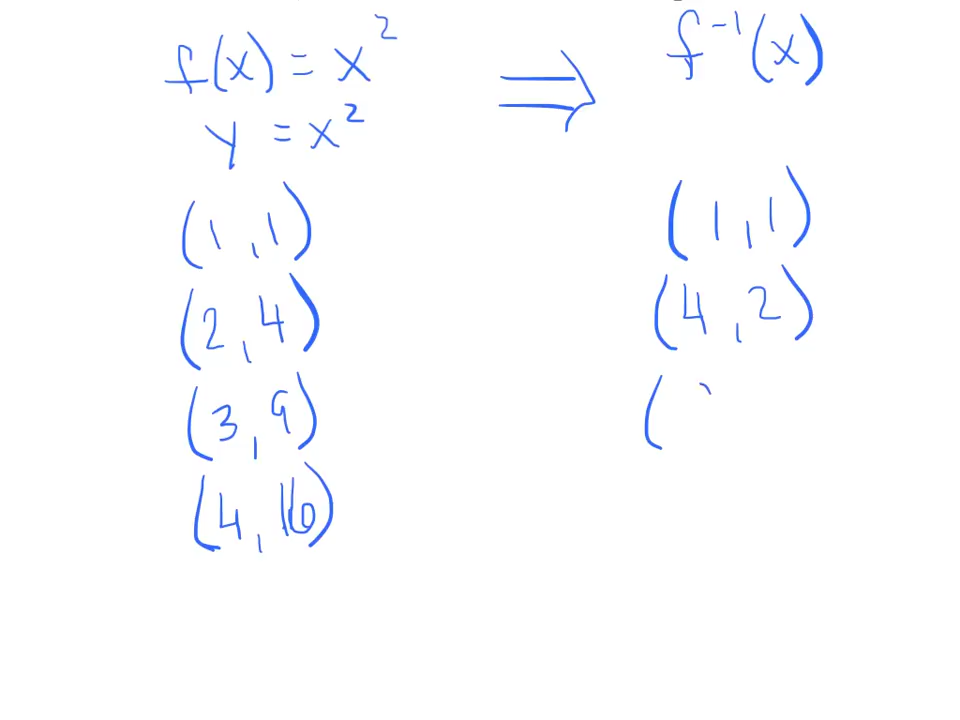 f(x) = x² ⟹ f⁻¹(x)
y = x²
(1,1) (1,1)
(2,4) (4,2)
(3,9) (
(4,16)